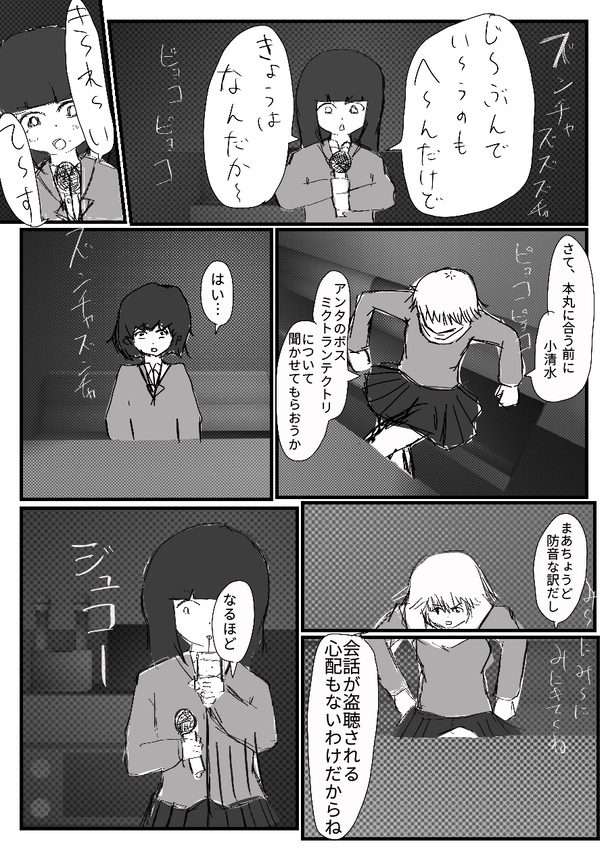 じ～ぶんで
い～うのも
へ～んだけど
きょうは
なんだか～
ズンチャ
ズズズチャ
ピョコ
ピョコ
きられ～い
で～す
さて、本丸に合う前に
小清水
アンタのボス
ミクトランテクトリ
について
聞かせてもらおうか
ピョコピョコ
はい…
ズンチャズンチャ
まあちょうど
防音な訳だし
会話が盗聴される
心配もないわけだからね
み～
じみ～に
みにきてくね
なるほど
ジュコー